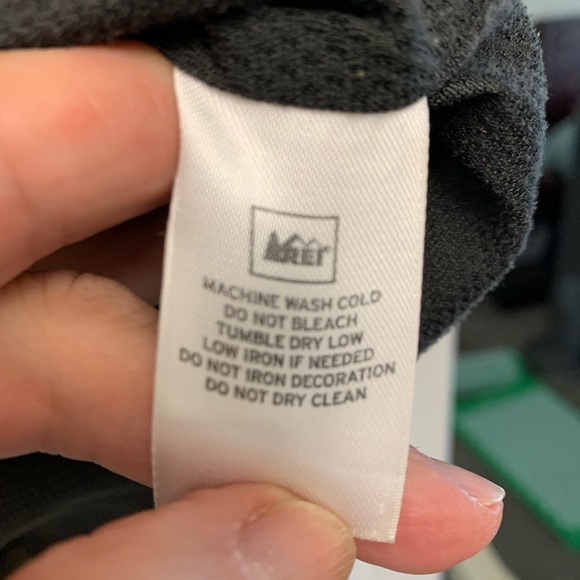 REI
MACHINE WASH COLD
DO NOT BLEACH
TUMBLE DRY LOW
LOW IRON IF NEEDED
DO NOT IRON DECORATION
DO NOT DRY CLEAN